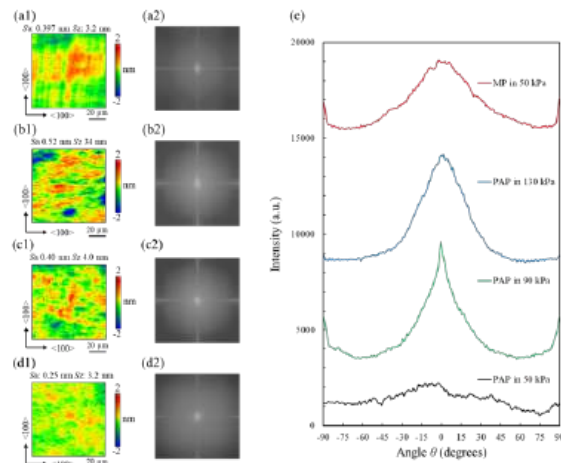 (a1)
Sa: 0.397 nm Sz: 3.2 nm
2
nm
-2
<100>
<100>
20 μm
(a2)
(b1)
Sa 0.52 nm Sz 34 nm
2
nm
-2
<100>
<100>
20 μm
(b2)
(c1)
Sa 0.40 nm Sz 4.0 nm
2
nm
-2
<100>
<100>
20 μm
(c2)
(d1)
Sa: 0.25 nm Sz: 3.2 nm
2
nm
-2
<100>
<100>
20 μm
(d2)
(e)
20000
15000
10000
5000
0
Intensity (a.u.)
MP in 50 kPa
PAP in 130 kPa
PAP in 90 kPa
PAP in 50 kPa
-90 -75 -60 -45 -30 -15 0 15 30 45 60 75 90
Angle θ (degrees)